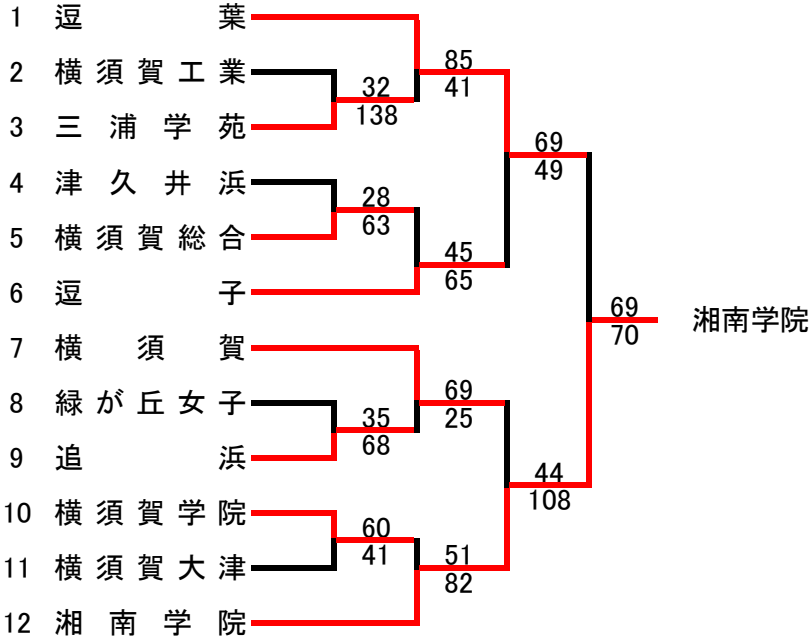 1 逗葉
85
2 横須賀工業
32
41
138
3 三浦学苑
69
49
4 津久井浜
28
63
5 横須賀総合
45
65
6 逗子
69
湘南学院
70
7 横須賀
69
8 緑が丘女子
35
25
68
9 追浜
44
108
10 横須賀学院
60
41
51
11 横須賀大津
82
12 湘南学院